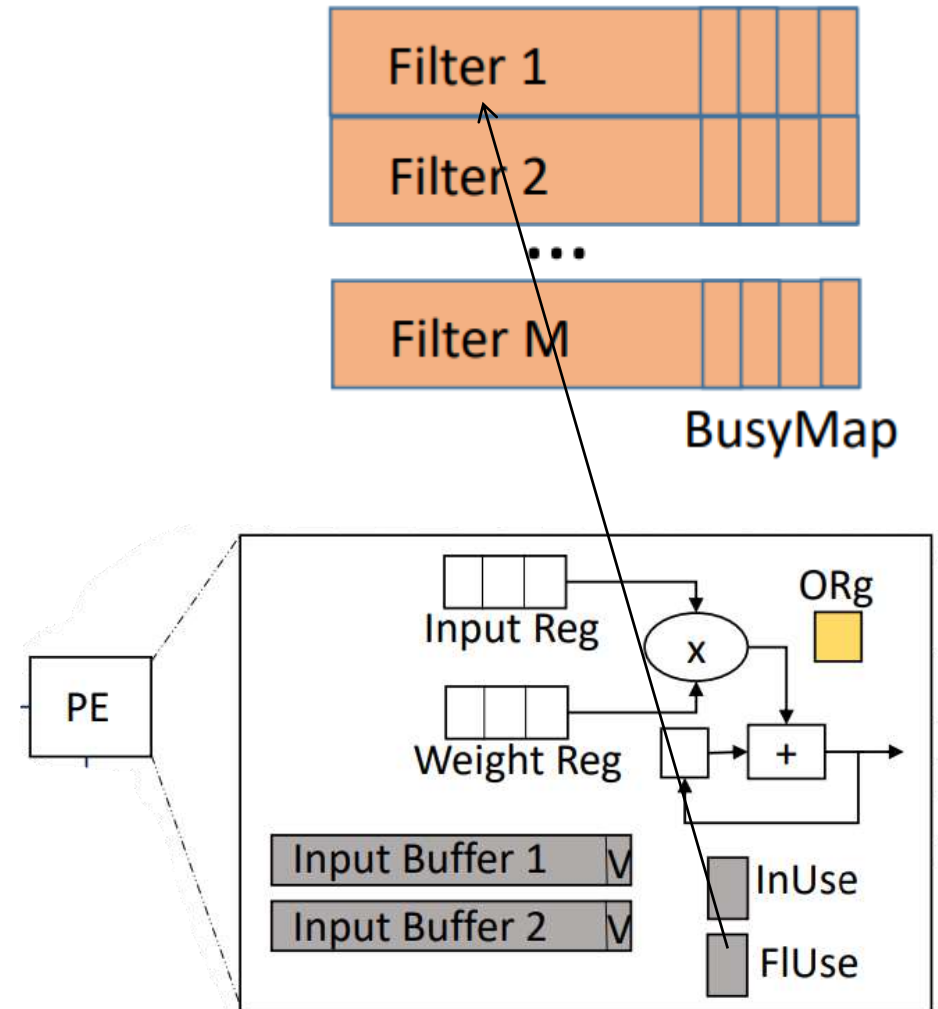 Filter 1
Filter 2
...
Filter M
BusyMap
ORg
Input Reg
x
PE
Weight Reg
+
Input Buffer 1 V
InUse
Input Buffer 2 V
FlUse